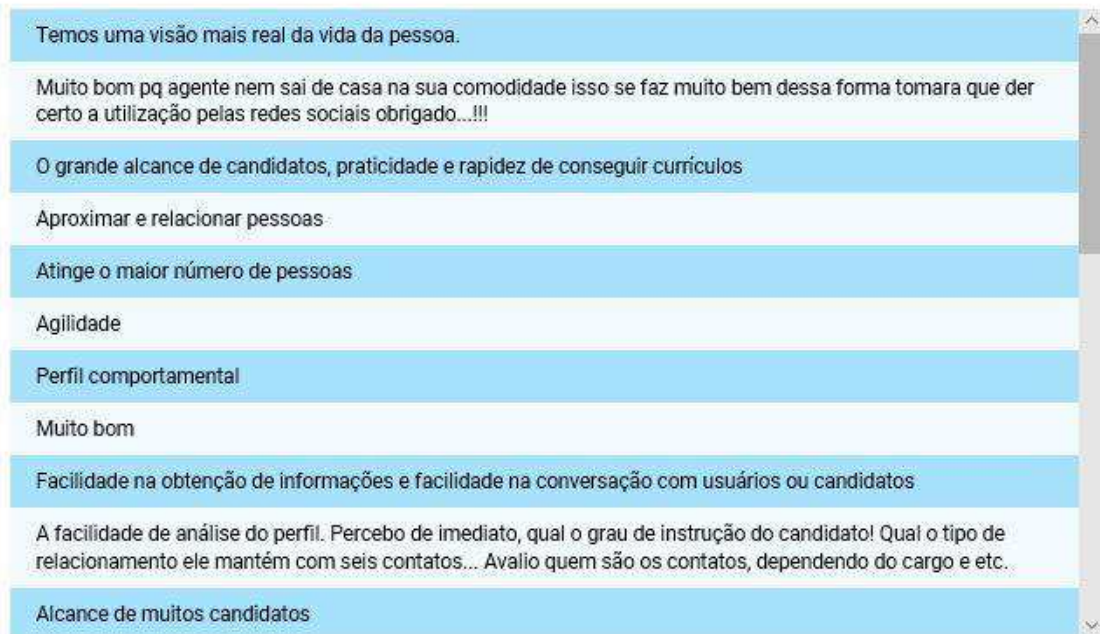 Temos uma visão mais real da vida da pessoa.
Muito bom pq agente nem sai de casa na sua comodidade isso se faz muito bem dessa forma tomara que der
certo a utilização pelas redes sociais obrigado...!!!
O grande alcance de candidatos, praticidade e rapidez de conseguir currículos
Aproximar e relacionar pessoas
Atinge o maior número de pessoas
Agilidade
Perfil comportamental
Muito bom
Facilidade na obtenção de informações e facilidade na conversação com usuários ou candidatos
A facilidade de análise do perfil. Percebo de imediato, qual o grau de instrução do candidato! Qual o tipo de
relacionamento ele mantém com seis contatos... Avalio quem são os contatos, dependendo do cargo e etc.
Alcance de muitos candidatos